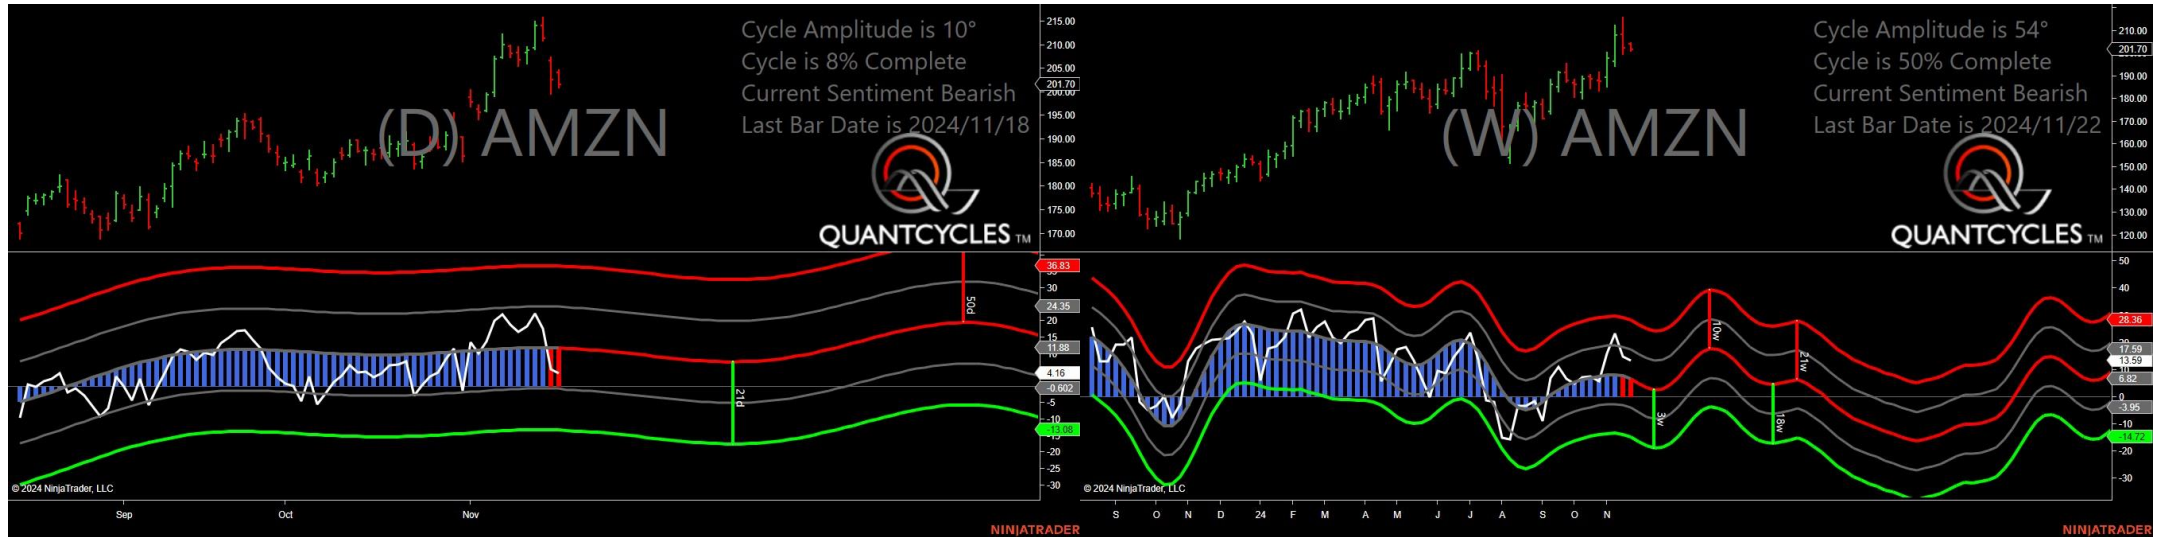 Cycle Amplitude is 10°
Cycle is 8% Complete
Current Sentiment Bearish
Last Bar Date is 2024/11/18
(D) AMZN
QUANTCYCLES TM
215.00
210.00
205.00
201.70
200.00
195.00
190.00
185.00
180.00
175.00
170.00
36.83
30
24.35
20
15
11.88
4.16
-0.602
-5
-10
-13.08
-20
-25
-30
50d
21d
© 2024 NinjaTrader, LLC
Sep Oct Nov
NINJATRADER
Cycle Amplitude is 54°
Cycle is 50% Complete
Current Sentiment Bearish
Last Bar Date is 2024/11/22
(W) AMZN
QUANTCYCLES TM
210.00
201.70
190.00
180.00
170.00
160.00
150.00
140.00
130.00
120.00
50
40
28.36
17.59
13.59
10
6.82
0
-3.95
-10
-14.72
-20
-30
10w
21w
3w
18w
© 2024 NinjaTrader, LLC
S O N D 24 F M A M J J A S O N
NINJATRADER